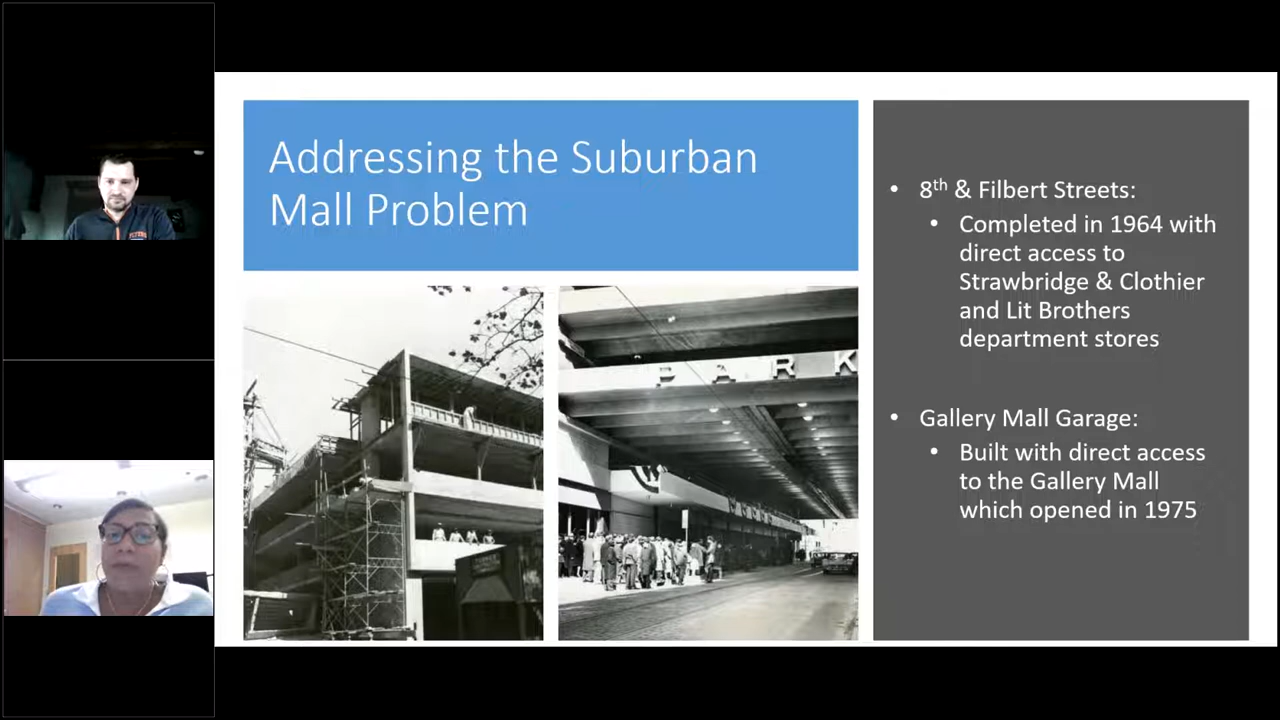 Addressing the Suburban
Mall Problem
PARK
• 8th & Filbert Streets:
• Completed in 1964 with
direct access to
Strawbridge & Clothier
and Lit Brothers
department stores
• Gallery Mall Garage:
• Built with direct access
to the Gallery Mall
which opened in 1975